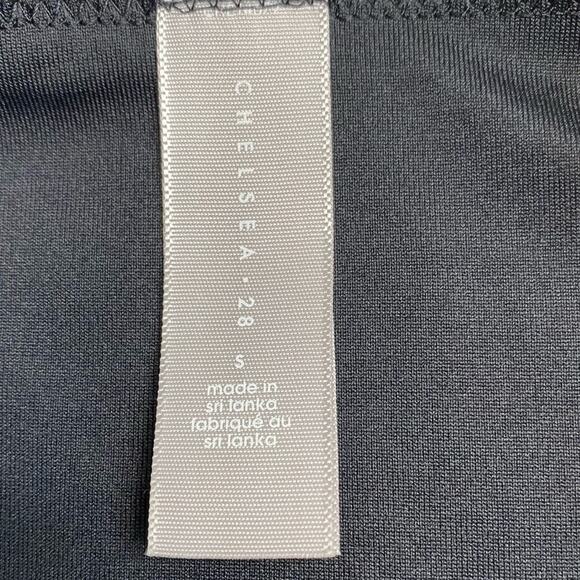 CHELSEA · 28
S
made in
sri lanka
fabriqué au
sri lanka